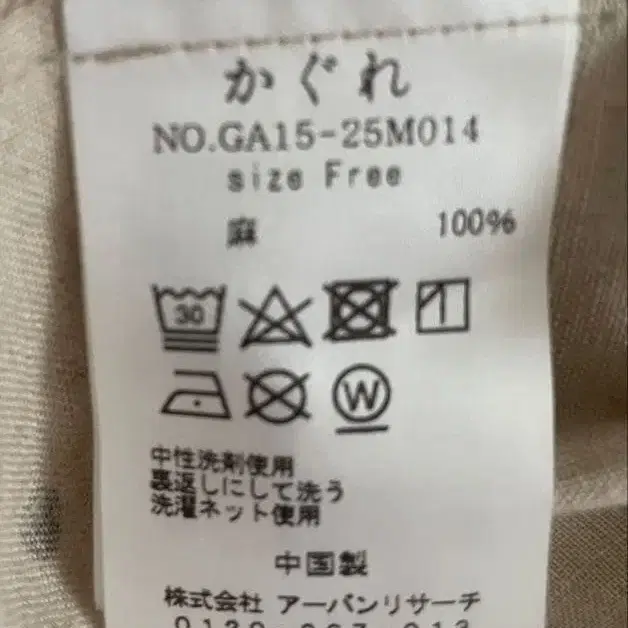 かぐれ
NO.GA15-25M014
size Free
麻 100%
30
W
中性洗剤使用
裏返しにして洗う
洗濯ネット使用
中国製
株式会社 アーバンリサーチ